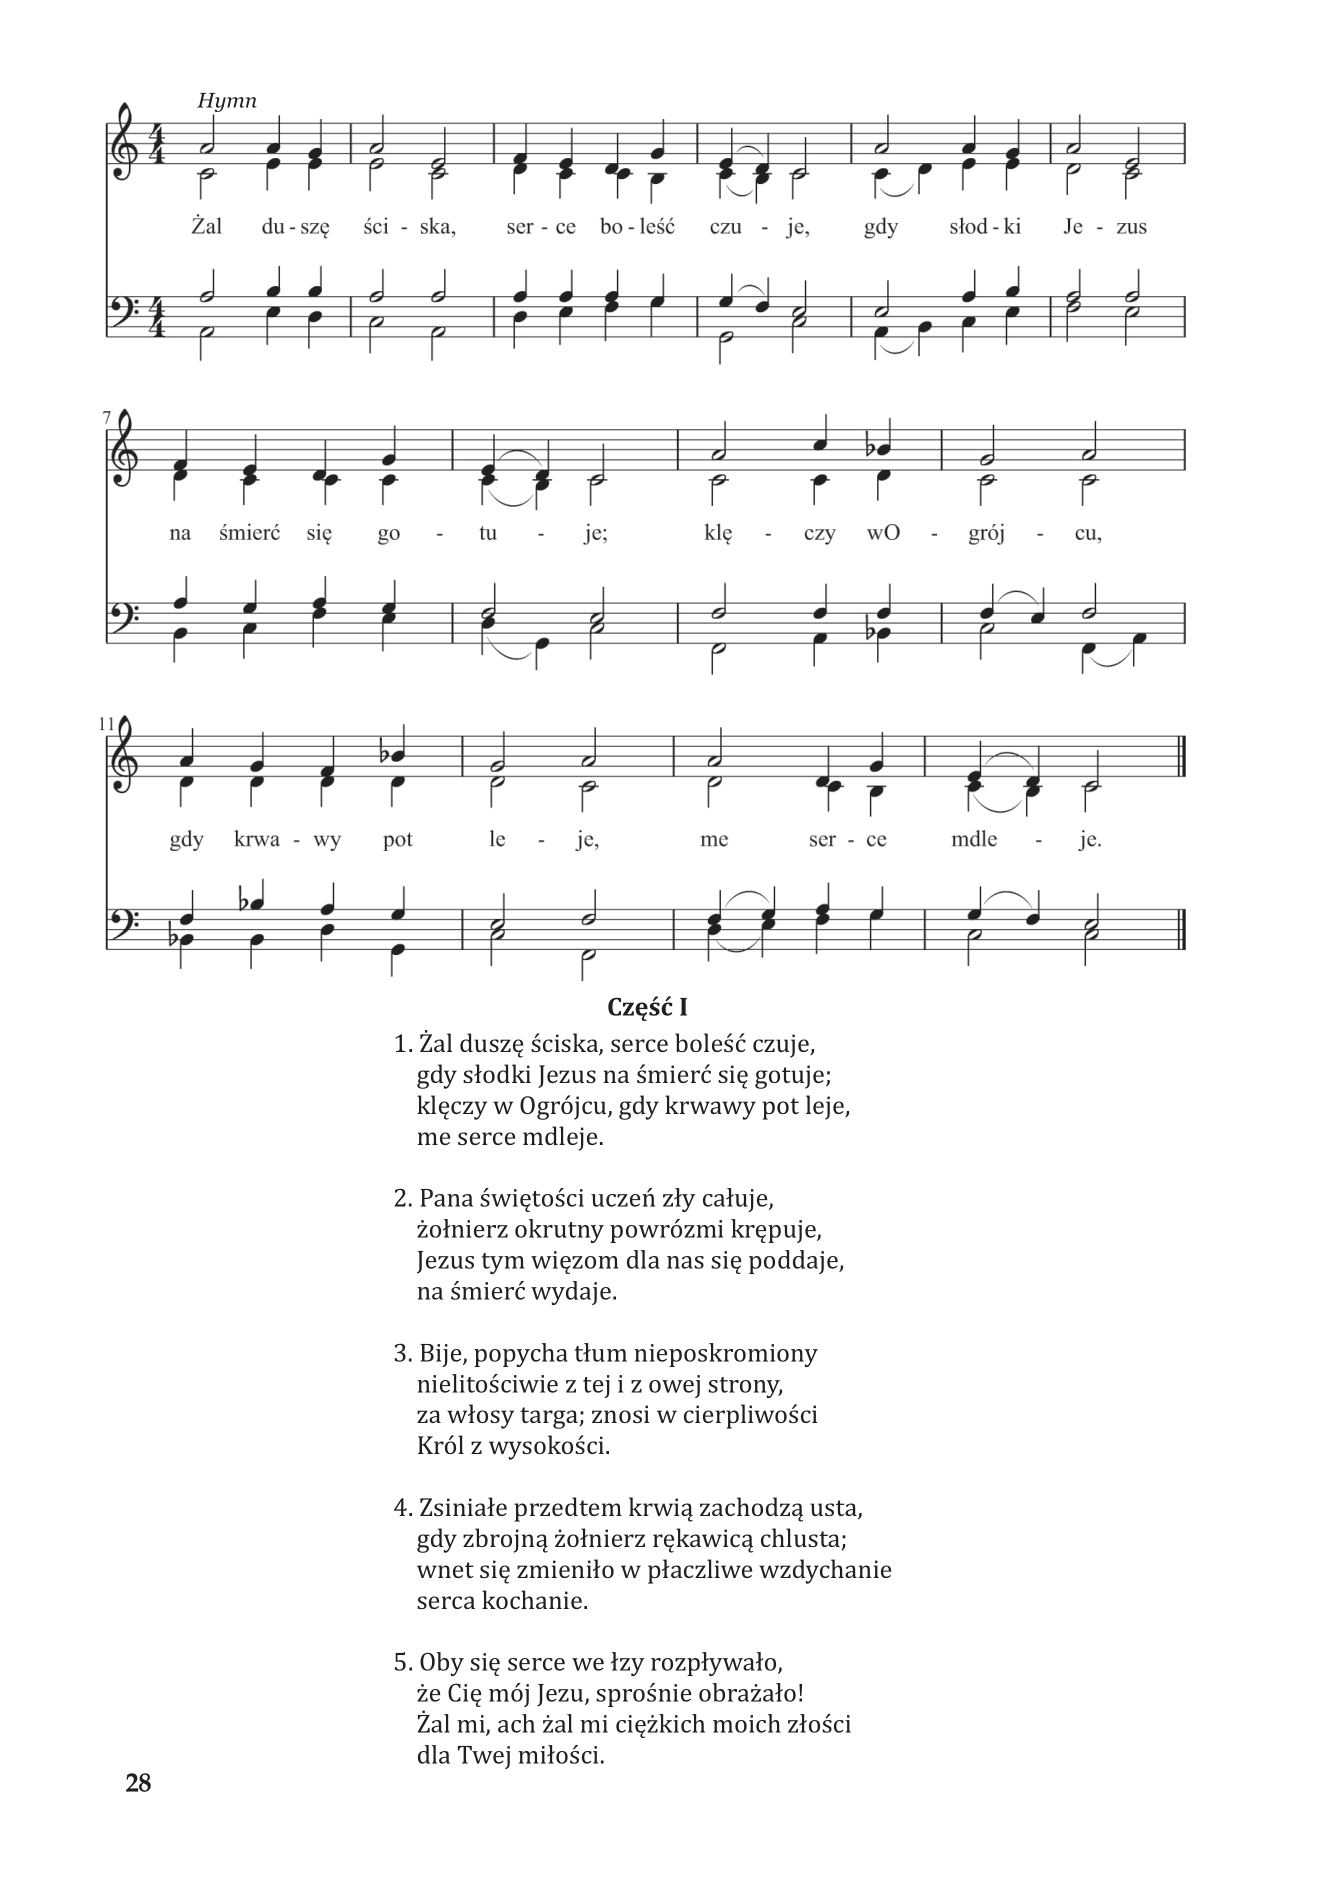 Hymn
Żal du - szę ści - ska, ser - ce bo - leść czu - je, gdy słod - ki Je - zus
7
na śmierć się go - tu - je; klę - czy wO - grój - cu,
11
gdy krwa - wy pot le - je, me ser - ce mdle - je.
Część I
1. Żal duszę ściska, serce boleść czuje,
gdy słodki Jezus na śmierć się gotuje;
klęczy w Ogrójcu, gdy krwawy pot leje,
me serce mdleje.
2. Pana świętości uczeń zły całuje,
żołnierz okrutny powrózmi krępuje,
Jezus tym więzom dla nas się poddaje,
na śmierć wydaje.
3. Bije, popycha tłum nieposkromiony
nielitościwie z tej i z owej strony,
za włosy targa; znosi w cierpliwości
Król z wysokości.
4. Zsiniałe przedtem krwią zachodzą usta,
gdy zbrojną żołnierz rękawicą chlusta;
wnet się zmieniło w płaczliwe wzdychanie
serca kochanie.
5. Oby się serce we łzy rozpływało,
że Cię mój Jezu, sprośnie obrażało!
Żal mi, ach żal mi ciężkich moich złości
dla Twej miłości.
28